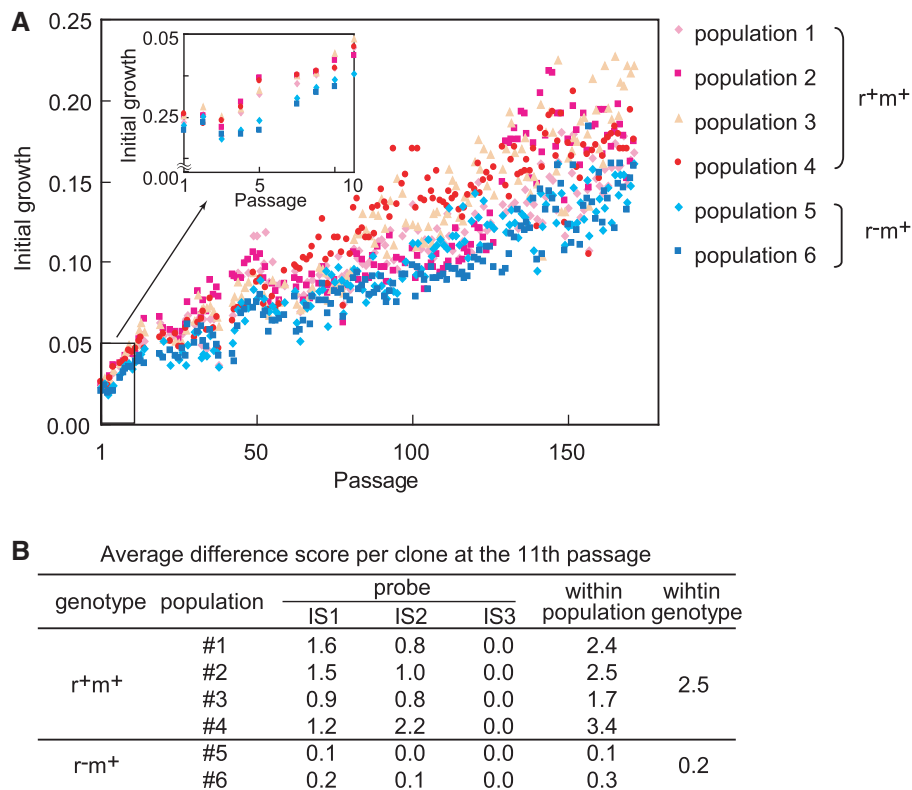 A
Initial growth
0.25
0.20
0.15
0.10
0.05
0.00
1
50
100
150
Passage
Initial growth
0.05
0.25
0.00
1
5
10
Passage
population 1
population 2
population 3
population 4
population 5
population 6
r+m+
r-m+
B
Average difference score per clone at the 11th passage
genotype population probe within population wihtin genotype
IS1 IS2 IS3
#1 1.6 0.8 0.0 2.4
#2 1.5 1.0 0.0 2.5
r+m+ 2.5
#3 0.9 0.8 0.0 1.7
#4 1.2 2.2 0.0 3.4
#5 0.1 0.0 0.0 0.1
r-m+ 0.2
#6 0.2 0.1 0.0 0.3